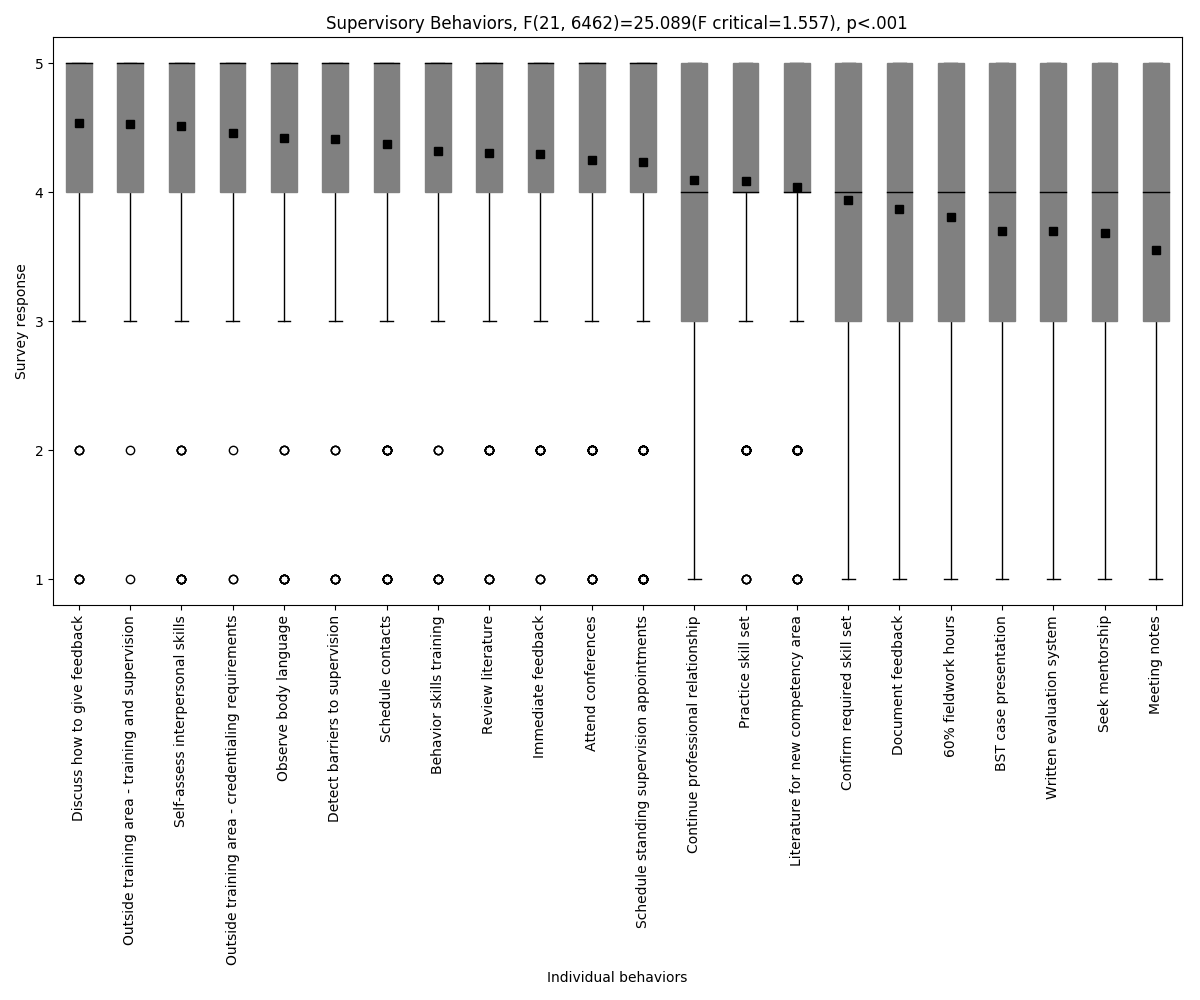 Supervisory Behaviors, F(21, 6462)=25.089(F critical=1.557), p<.001
5
4
3
2
1
Survey response
Discuss how to give feedback
Outside training area - training and supervision
Self-assess interpersonal skills
Outside training area - credentialing requirements
Observe body language
Detect barriers to supervision
Schedule contacts
Behavior skills training
Review literature
Immediate feedback
Attend conferences
Schedule standing supervision appointments
Continue professional relationship
Practice skill set
Literature for new competency area
Confirm required skill set
Document feedback
60% fieldwork hours
BST case presentation
Written evaluation system
Seek mentorship
Meeting notes
Individual behaviors